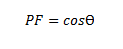 PF = cosθ